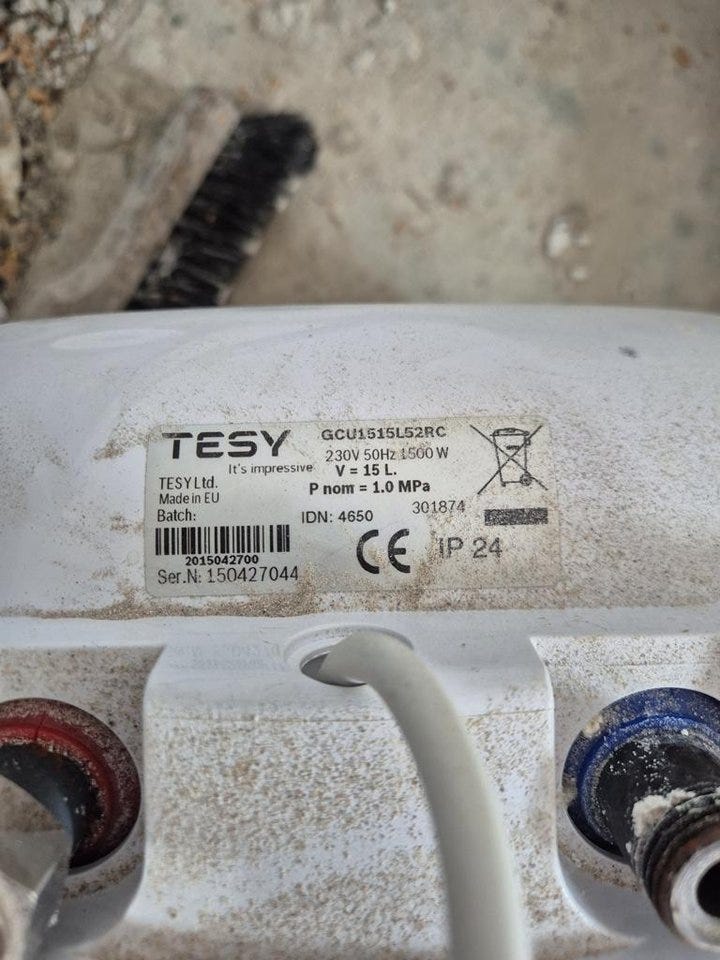 TESY
It's impressive
TESY Ltd.
Made in EU
Batch:
2015042700
Ser.N: 150427044
GCU1515L52RC
230V 50Hz 1500 W
V = 15 L.
P nom = 1.0 MPa
IDN: 4650
301874
CE IP 24